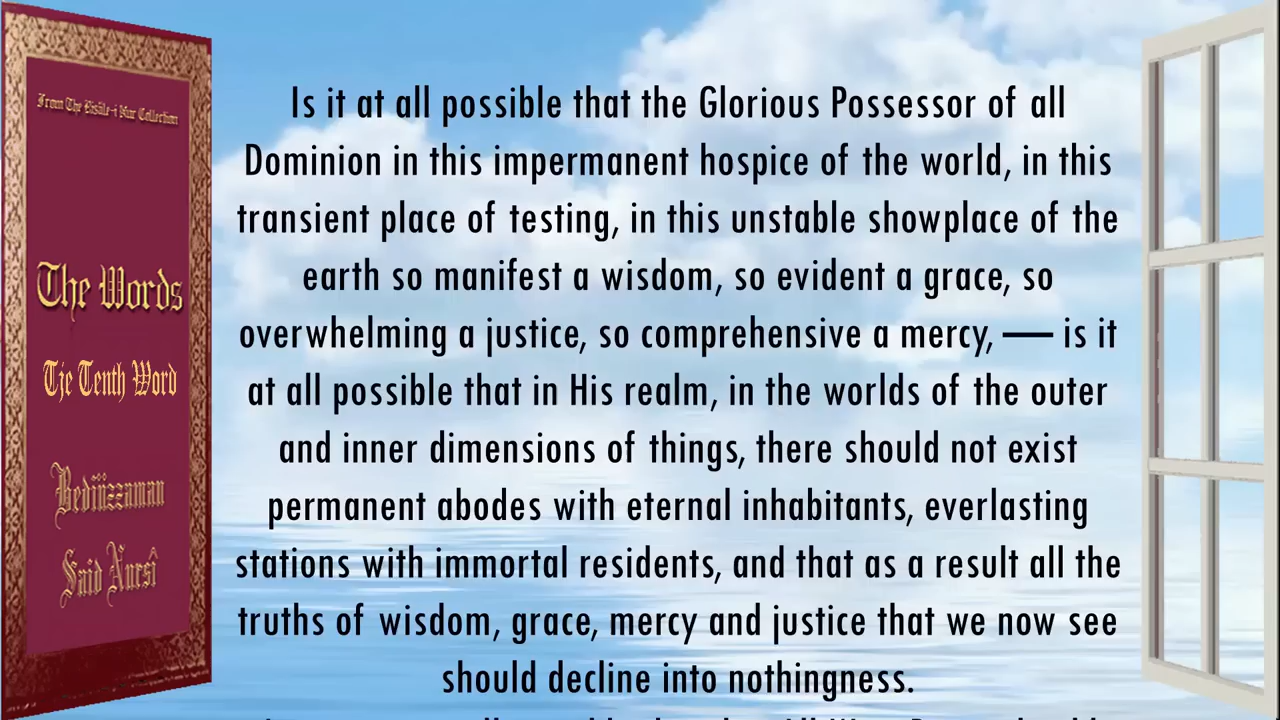 From The Risâle-i Nur Collection
The Words
Tje Tenth Word
Bediüzzaman
Said Nursî
Is it at all possible that the Glorious Possessor of all
Dominion in this impermanent hospice of the world, in this
transient place of testing, in this unstable showplace of the
earth so manifest a wisdom, so evident a grace, so
overwhelming a justice, so comprehensive a mercy, — is it
at all possible that in His realm, in the worlds of the outer
and inner dimensions of things, there should not exist
permanent abodes with eternal inhabitants, everlasting
stations with immortal residents, and that as a result all the
truths of wisdom, grace, mercy and justice that we now see
should decline into nothingness.